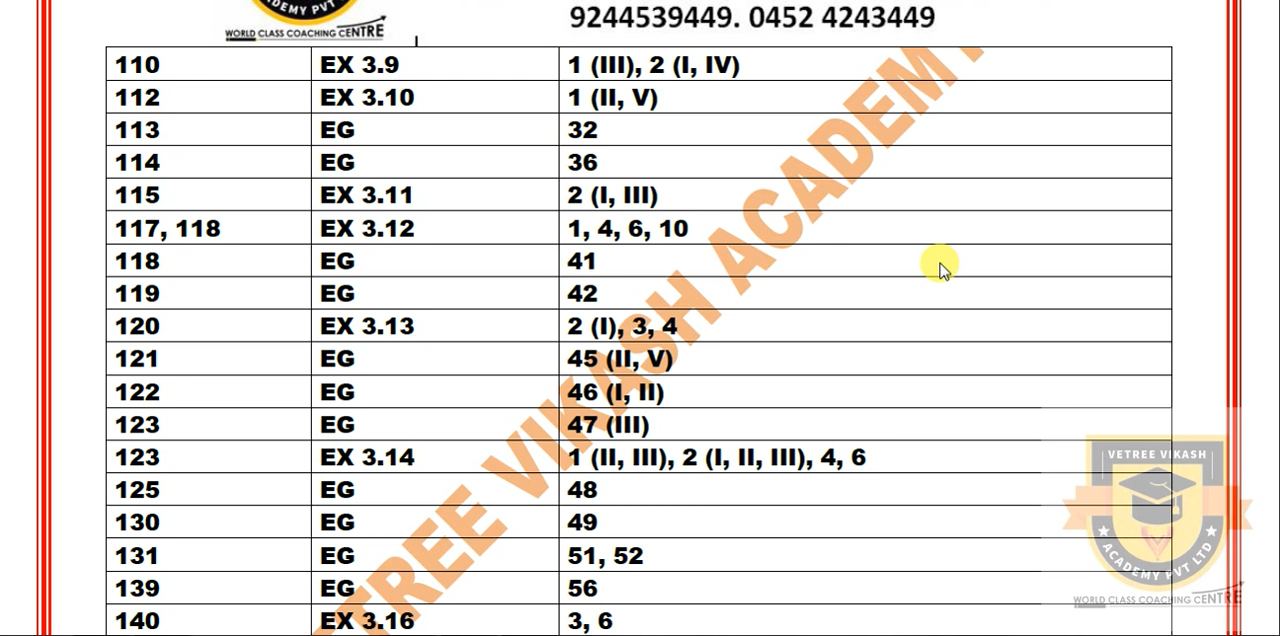 ADEMY PVT
WORLD CLASS COACHING CENTRE
9244539449. 0452 4243449
110 EX 3.9 1 (III), 2 (I, IV)
112 EX 3.10 1 (II, V)
113 EG 32
114 EG 36
115 EX 3.11 2 (I, III)
117, 118 EX 3.12 1, 4, 6, 10
118 EG 41
119 EG 42
120 EX 3.13 2 (I), 3, 4
121 EG 45 (II, V)
122 EG 46 (I, II)
123 EG 47 (III)
123 EX 3.14 1 (II, III), 2 (I, II, III), 4, 6
125 EG 48
130 EG 49
131 EG 51, 52
139 EG 56
140 EX 3.16 3, 6
TREE VIKASH ACADEMY
VETREE VIKASH
ACADEMY PVT LTD
WORLD CLASS COACHING CENTRE